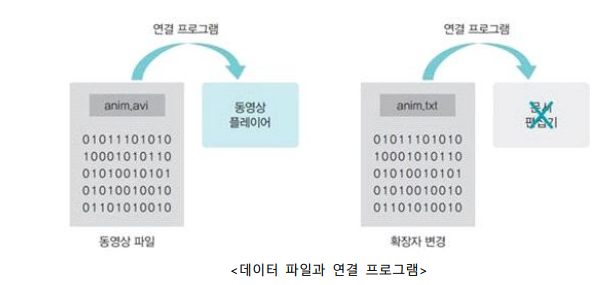 연결 프로그램
anim.avi
동영상
플레이어
01011101010
10001010110
01010010101
01010010010
01101010010
동영상 파일
연결 프로그램
anim.txt
문서
편집기
01011101010
10001010110
01010010101
01010010010
01101010010
확장자 변경
<데이터 파일과 연결 프로그램>